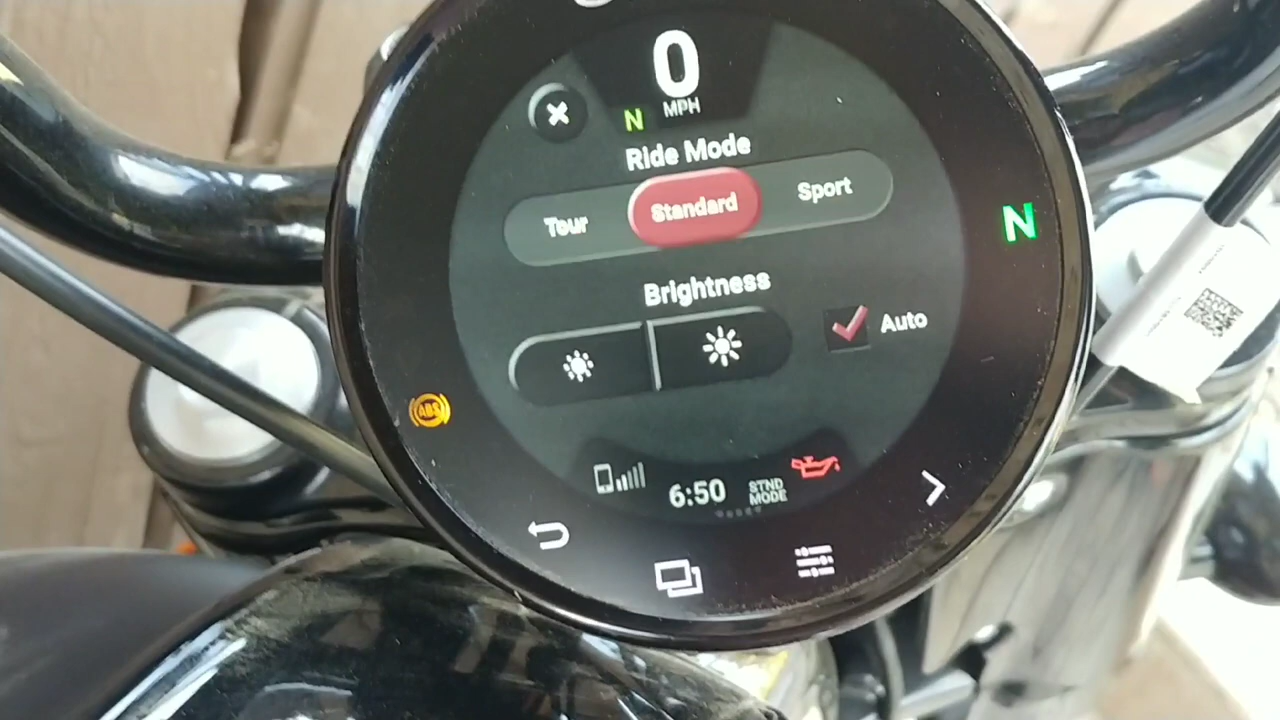 0
MPH
N
Ride Mode
Tour
Standard
Sport
N
Brightness
Auto
ABS
6:50
STND
MODE